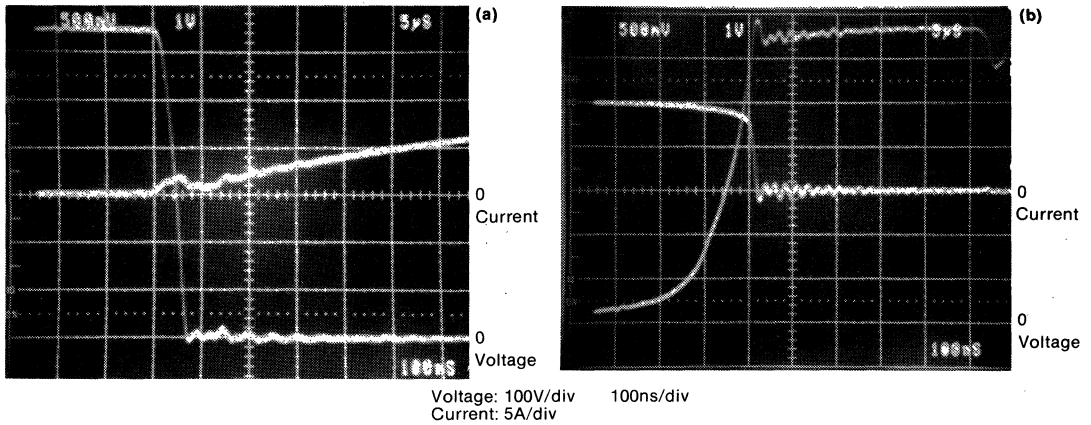 (a)
500mV 1V 5µS
0
Current
0
Voltage
100nS
(b)
500mV 1V 5µS
0
Current
0
Voltage
100nS
Voltage: 100V/div 100ns/div
Current: 5A/div